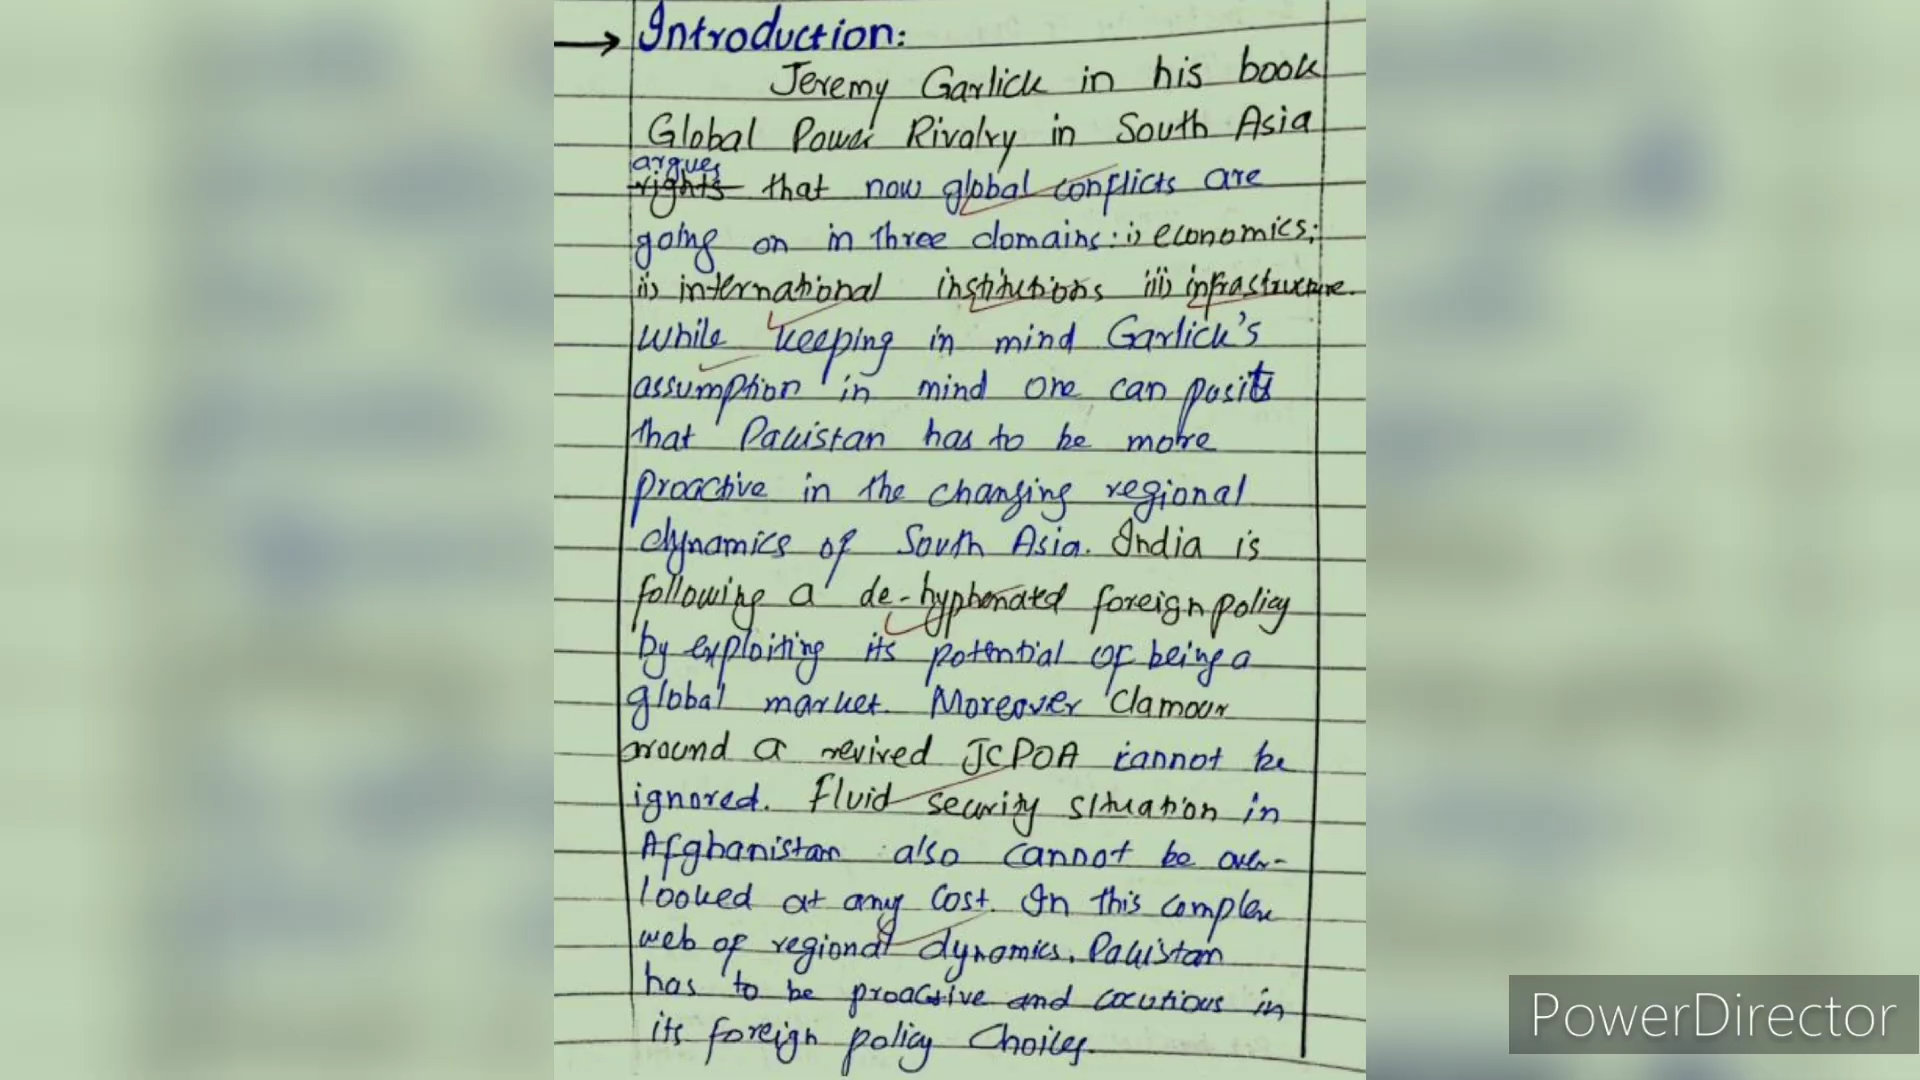 → Introduction:
Jeremy Garlick in his book
Global Power Rivalry in South Asia
argues
rights that now global conflicts are
going on in three domains: i) economics;
ii) international institutions iii) infrastructure.
while keeping in mind Garlick's
assumption in mind one can posits
that Pakistan has to be more
proactive in the changing regional
dynamics of South Asia. India is
following a de-hyphenated foreign policy
by exploiting its potential of being a
global market. Moreover Clamour
around a revived JCPOA cannot be
ignored. Fluid security situation in
Afghanistan also cannot be over-
looked at any cost. In this complex
web of regional dynamics, Pakistan
has to be proactive and cocutious in
its foreign policy Choices.
PowerDirector